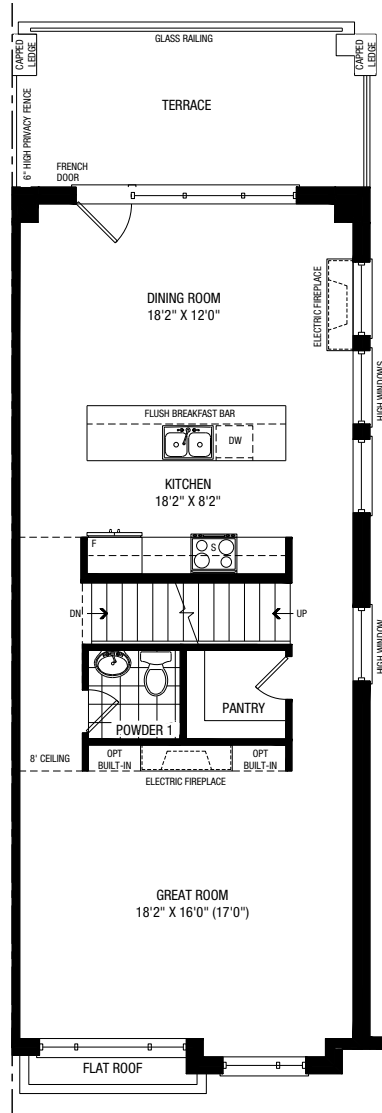 GLASS RAILING
CAPPED
LEDGE
CAPPED
LEDGE
TERRACE
6" HIGH PRIVACY FENCE
FRENCH
DOOR
DINING ROOM
18'2" X 12'0"
ELECTRIC FIREPLACE
HIGH WINDOWS
FLUSH BREAKFAST BAR
DW
KITCHEN
18'2" X 8'2"
F
S
DN
UP
HIGH WINDOW
PANTRY
POWDER 1
8' CEILING
OPT
BUILT-IN
OPT
BUILT-IN
ELECTRIC FIREPLACE
GREAT ROOM
18'2" X 16'0" (17'0")
FLAT ROOF